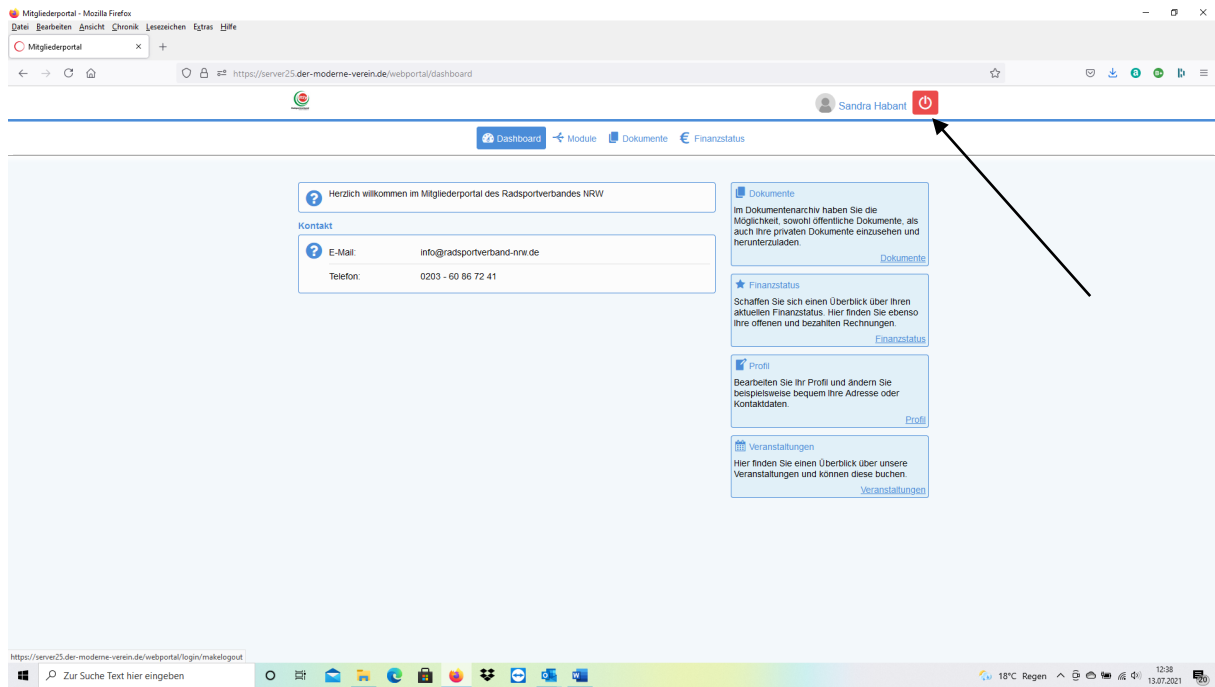 Mitgliederportal - Mozilla Firefox
Datei Bearbeiten Ansicht Chronik Lesezeichen Extras Hilfe
Mitgliederportal
https://server25.der-moderne-verein.de/webportal/dashboard
Sandra Habant
Dashboard Module Dokumente Finanzstatus
Herzlich willkommen im Mitgliederportal des Radsportverbandes NRW
Kontakt
E-Mail: info@radsportverband-nrw.de
Telefon: 0203 - 60 86 72 41
Dokumente
Im Dokumentenarchiv haben Sie die
Möglichkeit, sowohl öffentliche Dokumente, als
auch Ihre privaten Dokumente einzusehen und
herunterzuladen.
Dokumente
Finanzstatus
Schaffen Sie sich einen Überblick über Ihren
aktuellen Finanzstatus. Hier finden Sie ebenso
Ihre offenen und bezahlten Rechnungen.
Finanzstatus
Profil
Bearbeiten Sie Ihr Profil und ändern Sie
beispielsweise bequem Ihre Adresse oder
Kontaktdaten.
Profil
Veranstaltungen
Hier finden Sie einen Überblick über unsere
Veranstaltungen und können diese buchen.
Veranstaltungen
https://server25.der-moderne-verein.de/webportal/login/makelogout
Zur Suche Text hier eingeben
18°C Regen
12:38
13.07.2021
20